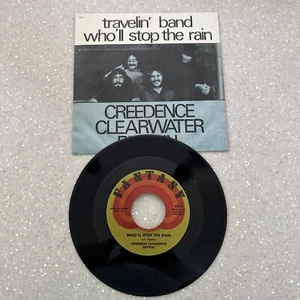 travelin' band
who'll stop the rain
CREEDENCE
CLEARWATER
FANTASY
WHO'LL STOP THE RAIN
CREEDENCE CLEARWATER
REVIVAL